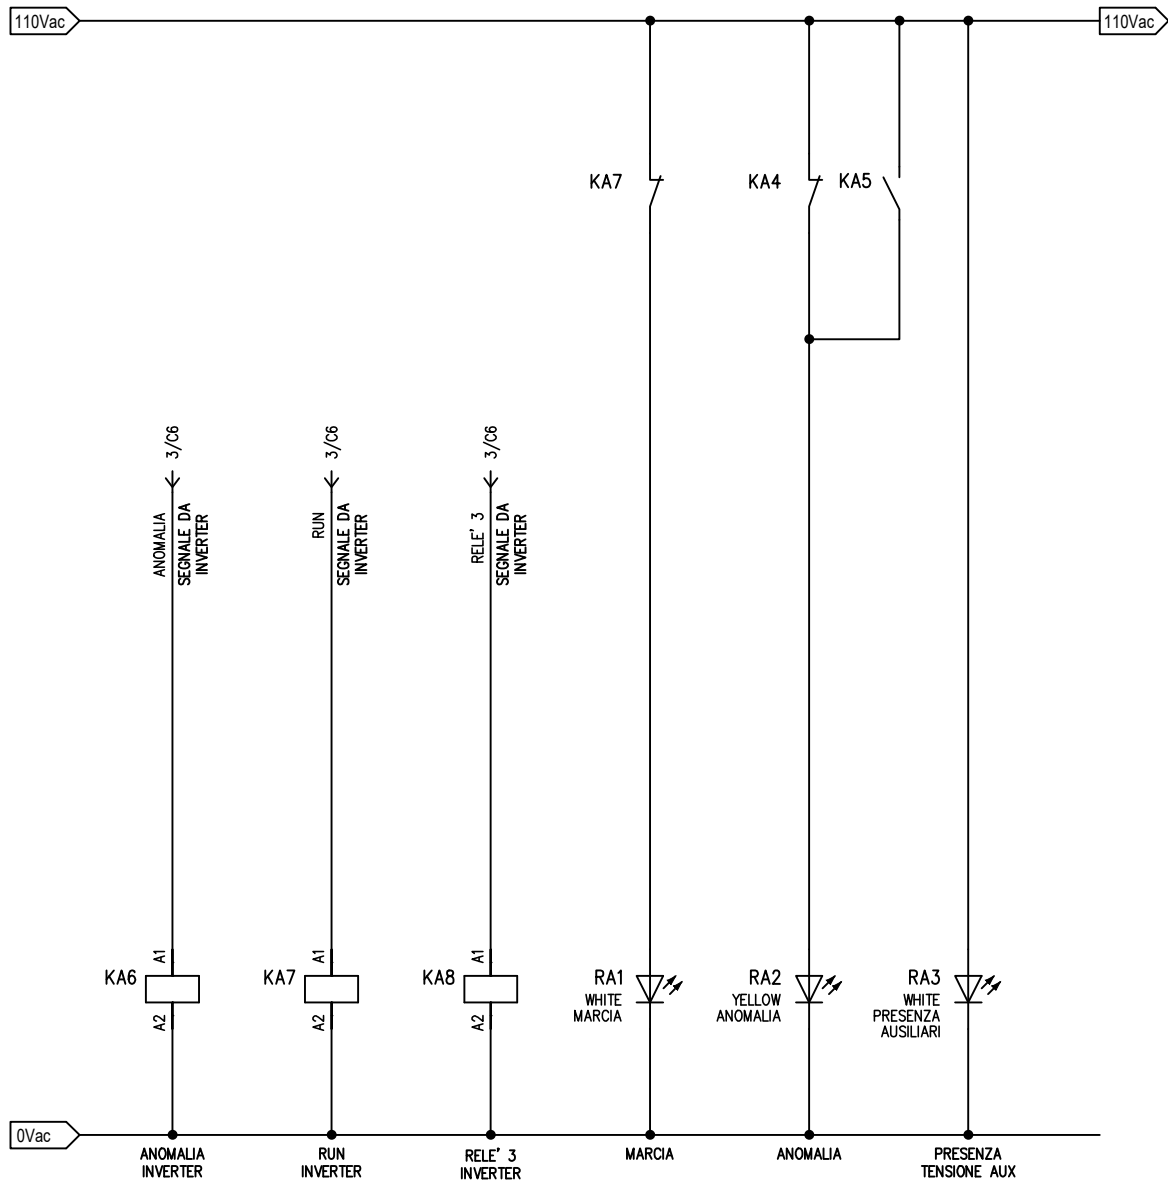 110Vac
110Vac
KA7
KA4
KA5
3/C6
3/C6
3/C6
ANOMALIA
SEGNALE DA
INVERTER
RUN
SEGNALE DA
INVERTER
RELE' 3
SEGNALE DA
INVERTER
A1
KA6
A2
A1
KA7
A2
A1
KA8
A2
RA1
WHITE
MARCIA
RA2
YELLOW
ANOMALIA
RA3
WHITE
PRESENZA
AUSILIARI
0Vac
ANOMALIA
INVERTER
RUN
INVERTER
RELE' 3
INVERTER
MARCIA
ANOMALIA
PRESENZA
TENSIONE AUX